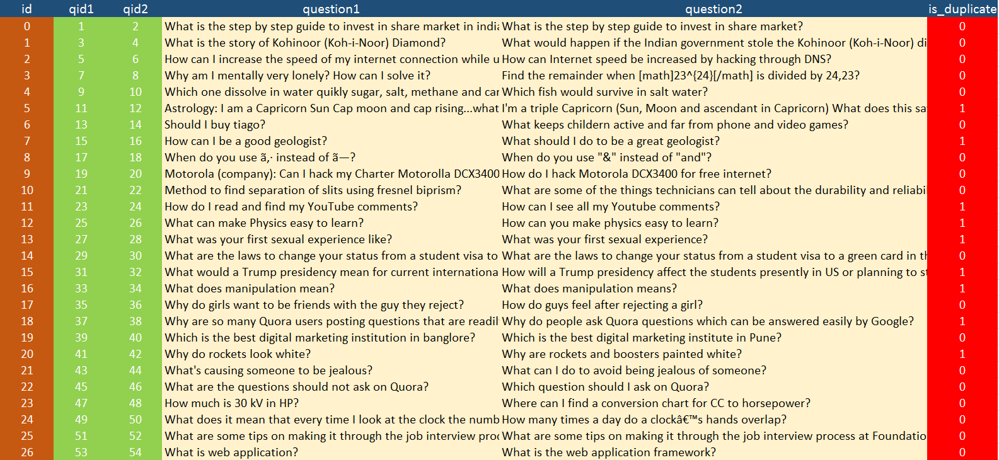 id qid1 qid2 question1 question2 is_duplicate
0 1 2 What is the step by step guide to invest in share market in indi What is the step by step guide to invest in share market? 0
1 3 4 What is the story of Kohinoor (Koh-i-Noor) Diamond? What would happen if the Indian government stole the Kohinoor (Koh-i-Noor) di 0
2 5 6 How can I increase the speed of my internet connection while u How can Internet speed be increased by hacking through DNS? 0
3 7 8 Why am I mentally very lonely? How can I solve it? Find the remainder when [math]23^{24}[/math] is divided by 24,23? 0
4 9 10 Which one dissolve in water quikly sugar, salt, methane and car Which fish would survive in salt water? 0
5 11 12 Astrology: I am a Capricorn Sun Cap moon and cap rising...what I'm a triple Capricorn (Sun, Moon and ascendant in Capricorn) What does this sa 1
6 13 14 Should I buy tiago? What keeps childern active and far from phone and video games? 0
7 15 16 How can I be a good geologist? What should I do to be a great geologist? 1
8 17 18 When do you use ã‚· instead of ã—? When do you use "&" instead of "and"? 0
9 19 20 Motorola (company): Can I hack my Charter Motorolla DCX3400 How do I hack Motorola DCX3400 for free internet? 0
10 21 22 Method to find separation of slits using fresnel biprism? What are some of the things technicians can tell about the durability and reliabi 0
11 23 24 How do I read and find my YouTube comments? How can I see all my Youtube comments? 1
12 25 26 What can make Physics easy to learn? How can you make physics easy to learn? 1
13 27 28 What was your first sexual experience like? What was your first sexual experience? 1
14 29 30 What are the laws to change your status from a student visa to What are the laws to change your status from a student visa to a green card in th 0
15 31 32 What would a Trump presidency mean for current internationa How will a Trump presidency affect the students presently in US or planning to st 1
16 33 34 What does manipulation mean? What does manipulation means? 1
17 35 36 Why do girls want to be friends with the guy they reject? How do guys feel after rejecting a girl? 0
18 37 38 Why are so many Quora users posting questions that are readil Why do people ask Quora questions which can be answered easily by Google? 1
19 39 40 Which is the best digital marketing institution in banglore? Which is the best digital marketing institute in Pune? 0
20 41 42 Why do rockets look white? Why are rockets and boosters painted white? 1
21 43 44 What's causing someone to be jealous? What can I do to avoid being jealous of someone? 0
22 45 46 What are the questions should not ask on Quora? Which question should I ask on Quora? 0
23 47 48 How much is 30 kV in HP? Where can I find a conversion chart for CC to horsepower? 0
24 49 50 What does it mean that every time I look at the clock the numb How many times a day do a clockâ€™s hands overlap? 0
25 51 52 What are some tips on making it through the job interview proc What are some tips on making it through the job interview process at Foundatio 0
26 53 54 What is web application? What is the web application framework? 0